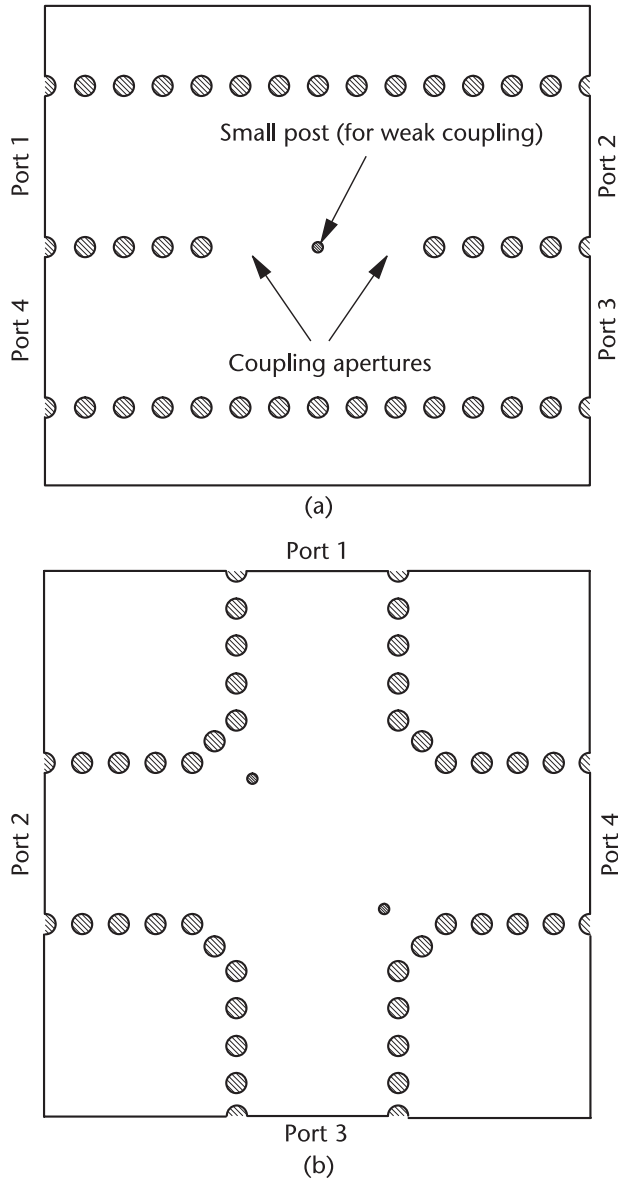 Port 1
Port 2
Small post (for weak coupling)
Port 4
Port 3
Coupling apertures
(a)
Port 1
Port 2
Port 4
Port 3
(b)